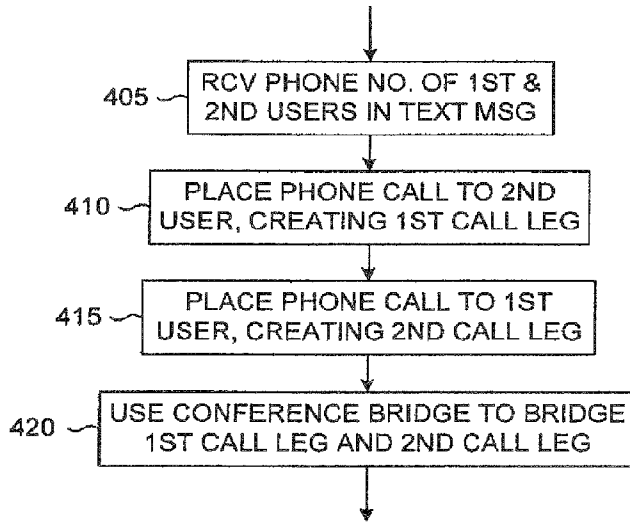 405
RCV PHONE NO. OF 1ST &
2ND USERS IN TEXT MSG
410
PLACE PHONE CALL TO 2ND
USER, CREATING 1ST CALL LEG
415
PLACE PHONE CALL TO 1ST
USER, CREATING 2ND CALL LEG
420
USE CONFERENCE BRIDGE TO BRIDGE
1ST CALL LEG AND 2ND CALL LEG